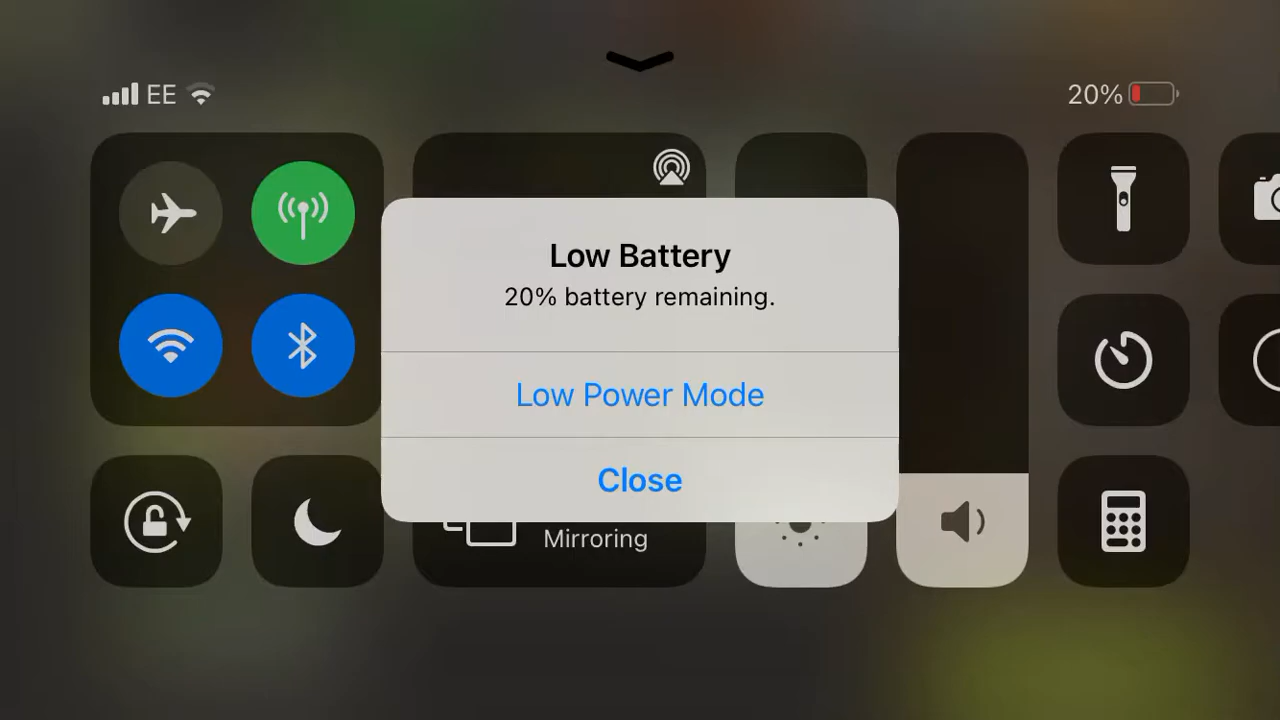 EE
20%
Low Battery
20% battery remaining.
Low Power Mode
Close
Mirroring